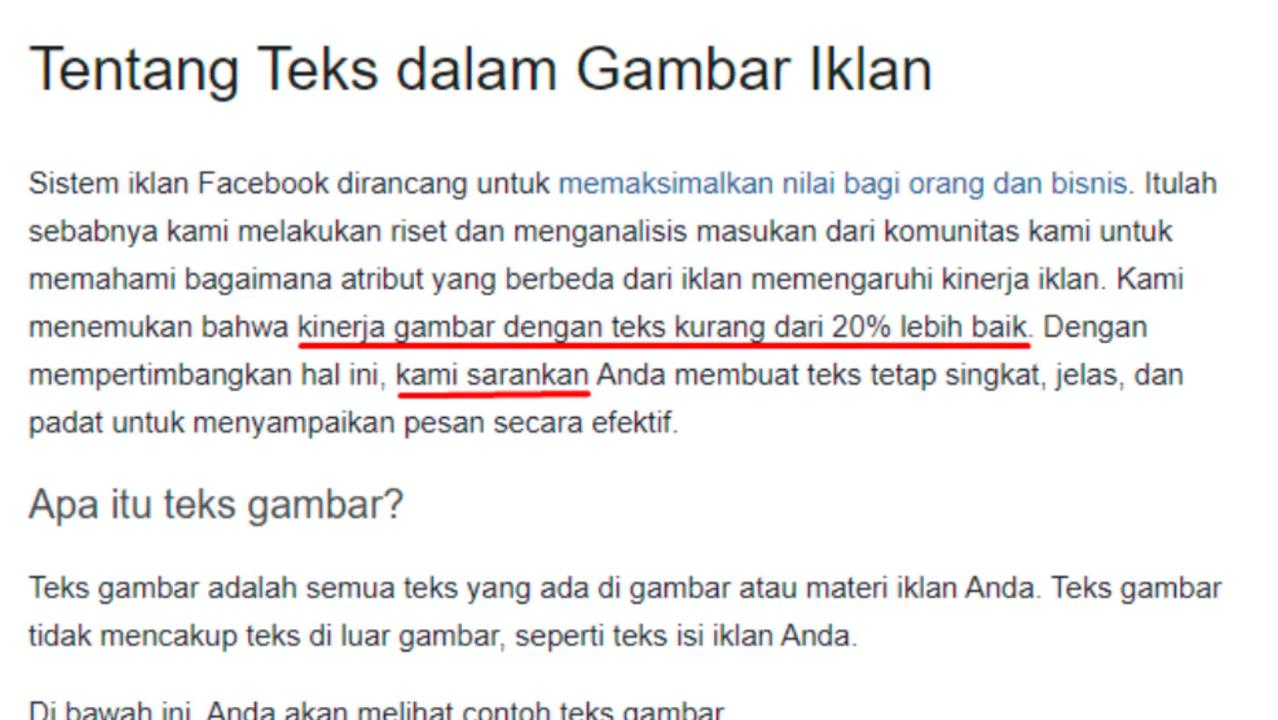 Tentang Teks dalam Gambar Iklan
Sistem iklan Facebook dirancang untuk memaksimalkan nilai bagi orang dan bisnis. Itulah
sebabnya kami melakukan riset dan menganalisis masukan dari komunitas kami untuk
memahami bagaimana atribut yang berbeda dari iklan memengaruhi kinerja iklan. Kami
menemukan bahwa kinerja gambar dengan teks kurang dari 20% lebih baik. Dengan
mempertimbangkan hal ini, kami sarankan Anda membuat teks tetap singkat, jelas, dan
padat untuk menyampaikan pesan secara efektif.
Apa itu teks gambar?
Teks gambar adalah semua teks yang ada di gambar atau materi iklan Anda. Teks gambar
tidak mencakup teks di luar gambar, seperti teks isi iklan Anda.
Di bawah ini, Anda akan melihat contoh teks gambar